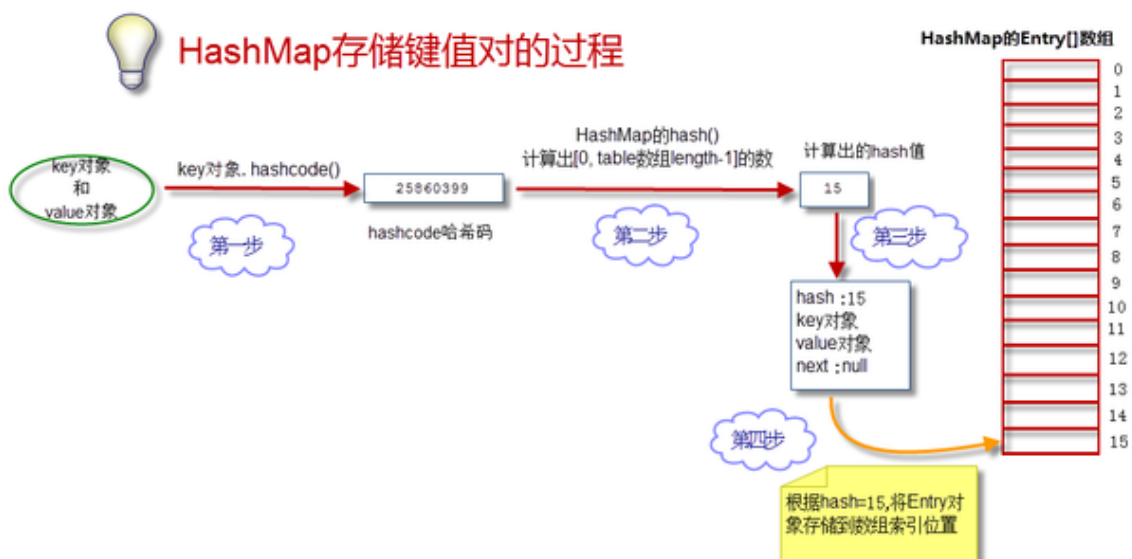 HashMap存储键值对的过程
HashMap的Entry[]数组
key对象
和
value对象
key对象. hashcode()
第一步
25860399
hashcode哈希码
HashMap的hash()
计算出[0, table数组length-1]的数
第二步
计算出的hash值
15
第三步
hash :15
key对象
value对象
next :null
第四步
根据hash=15,将Entry对
象存储到数组索引位置
0
1
2
3
4
5
6
7
8
9
10
11
12
13
14
15